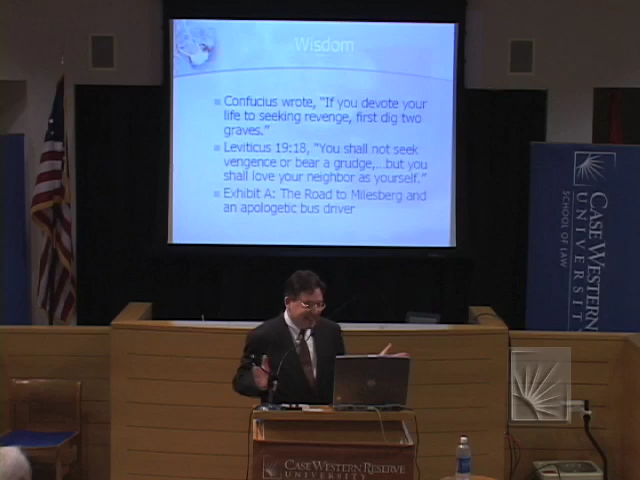 Wisdom
Confucius wrote, “If you devote your
life to seeking revenge, first dig two
graves.”
Leviticus 19:18, “You shall not seek
vengence or bear a grudge,...but you
shall love your neighbor as yourself.”
Exhibit A: The Road to Milesberg and
an apologetic bus driver
CASE WESTERN
UNIVERSITY
SCHOOL OF LAW
CASE WESTERN RESERVE
UNIVERSITY